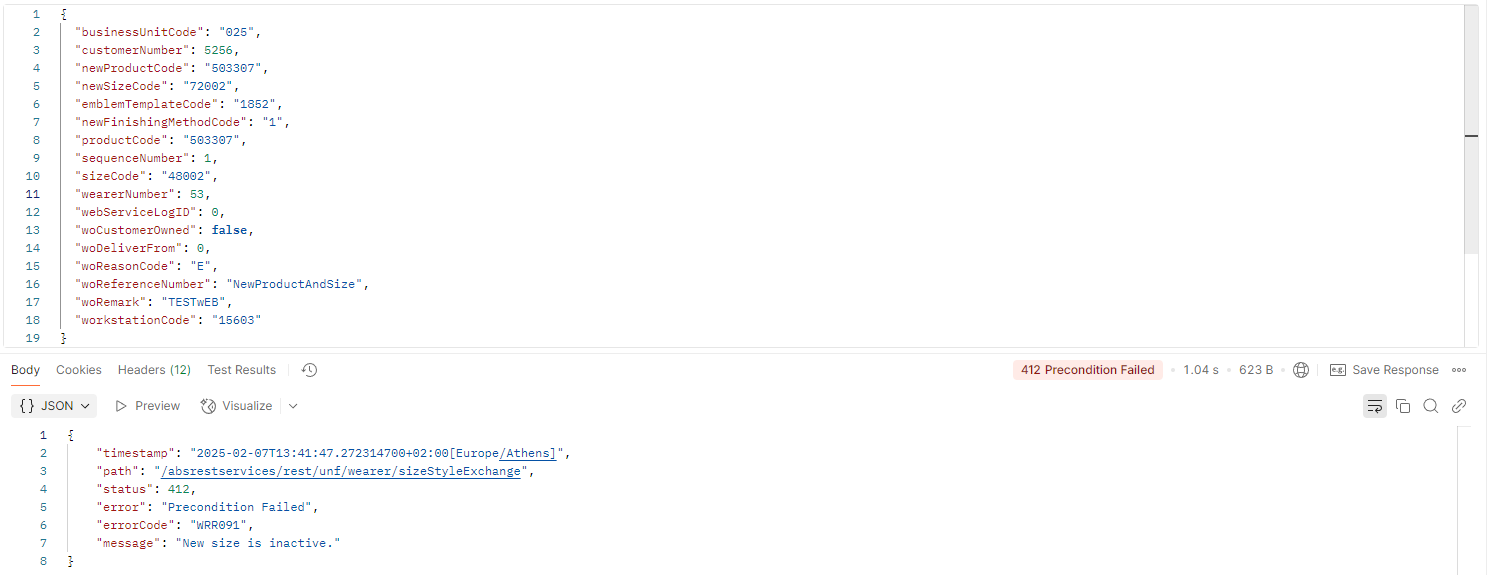 1 {
2 "businessUnitCode": "025",
3 "customerNumber": 5256,
4 "newProductCode": "503307",
5 "newSizeCode": "72002",
6 "emblemTemplateCode": "1852",
7 "newFinishingMethodCode": "1",
8 "productCode": "503307",
9 "sequenceNumber": 1,
10 "sizeCode": "48002",
11 "wearerNumber": 53,
12 "webServiceLogID": 0,
13 "woCustomerOwned": false,
14 "woDeliverFrom": 0,
15 "woReasonCode": "E",
16 "woReferenceNumber": "NewProductAndSize",
17 "woRemark": "TESTwEB",
18 "workstationCode": "15603"
19 }
Body Cookies Headers (12) Test Results 412 Precondition Failed • 1.04 s • 623 B • e.g. Save Response
{} JSON Preview Visualize
1 {
2 "timestamp": "2025-02-07T13:41:47.272314700+02:00[Europe/Athens]",
3 "path": "/absrestservices/rest/unf/wearer/sizeStyleExchange",
4 "status": 412,
5 "error": "Precondition Failed",
6 "errorCode": "WRR091",
7 "message": "New size is inactive."
8 }